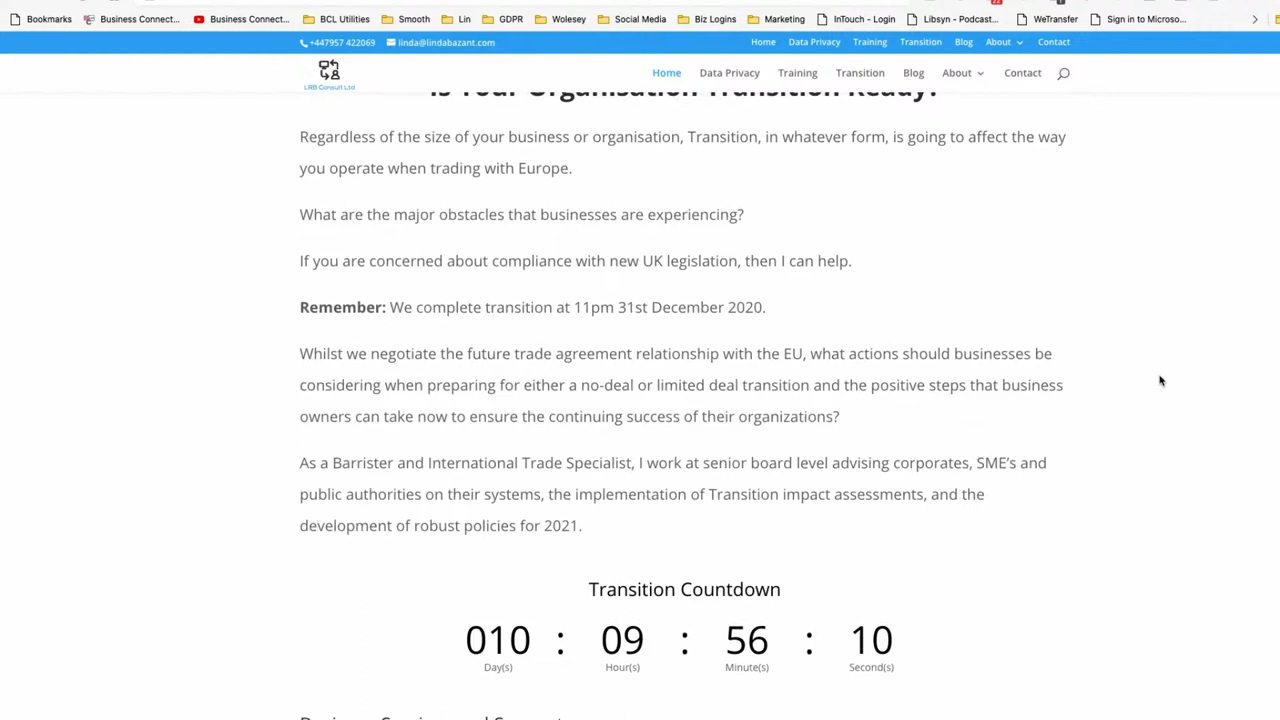 Bookmarks Business Connect... Business Connect... BCL Utilities Smooth Lin GDPR Wolesey Social Media Biz Logins Marketing InTouch - Login Libsyn - Podcast... WeTransfer Sign in to Microso...
+447957 422069 linda@lindabazant.com Home Data Privacy Training Transition Blog About Contact
LRB Consult Ltd
Home Data Privacy Training Transition Blog About Contact
Is Your Organisation Transition Ready?
Regardless of the size of your business or organisation, Transition, in whatever form, is going to affect the way
you operate when trading with Europe.
What are the major obstacles that businesses are experiencing?
If you are concerned about compliance with new UK legislation, then I can help.
Remember: We complete transition at 11pm 31st December 2020.
Whilst we negotiate the future trade agreement relationship with the EU, what actions should businesses be
considering when preparing for either a no-deal or limited deal transition and the positive steps that business
owners can take now to ensure the continuing success of their organizations?
As a Barrister and International Trade Specialist, I work at senior board level advising corporates, SME's and
public authorities on their systems, the implementation of Transition impact assessments, and the
development of robust policies for 2021.
Transition Countdown
010 : 09 : 56 : 10
Day(s) Hour(s) Minute(s) Second(s)